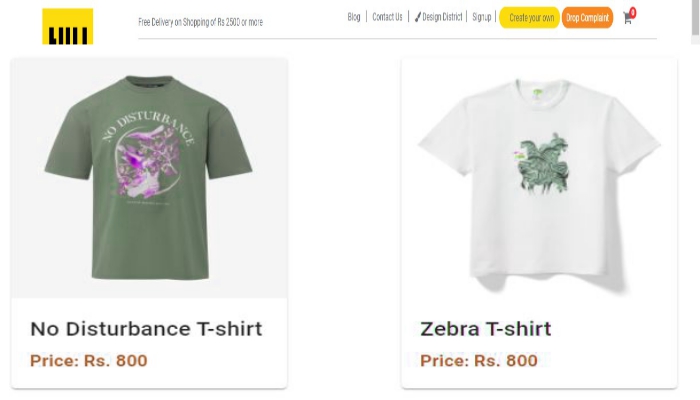 Free Delivery on Shopping of Rs 2500 or more
Blog
Contact Us
Design District
Signup
Create your own
Drop Complaint
0
NO DISTURBANCE
No Disturbance T-shirt
Price: Rs. 800
Zebra T-shirt
Price: Rs. 800